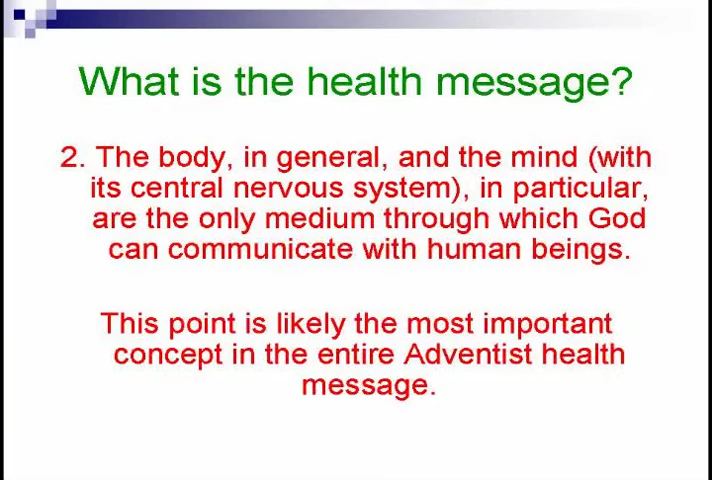 What is the health message?
2. The body, in general, and the mind (with
its central nervous system), in particular,
are the only medium through which God
can communicate with human beings.
This point is likely the most important
concept in the entire Adventist health
message.